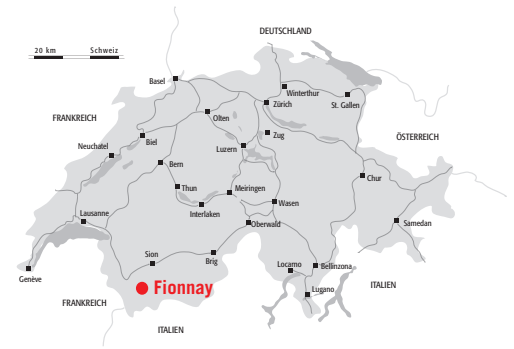 DEUTSCHLAND
20 km Schweiz
Basel
Winterthur
Zürich
St. Gallen
FRANKREICH
Olten
ÖSTERREICH
Biel
Zug
Neuchatel
Luzern
Bern
Chur
Thun
Meiringen
Wasen
Interlaken
Lausanne
Oberwald
Samedan
Sion
Brig
Locarno
Bellinzona
Genève
Fionnay
Lugano
ITALIEN
FRANKREICH
ITALIEN